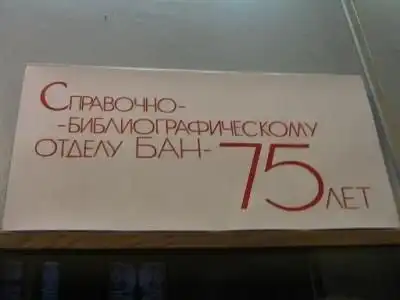 Справочно-
-библиографическому
отделу БАН-75 лет